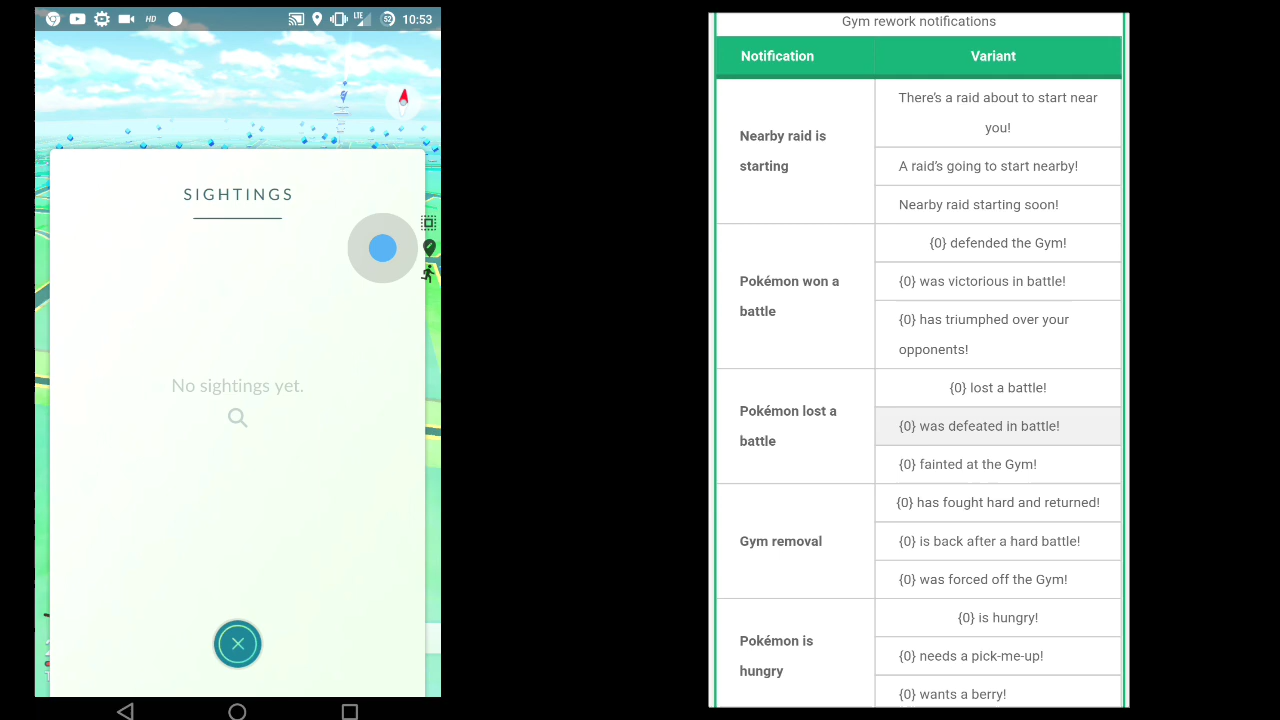 HD
LTE
52
10:53
SIGHTINGS
No sightings yet.
Gym rework notifications
Notification Variant
Nearby raid is
starting
There's a raid about to start near
you!
A raid's going to start nearby!
Nearby raid starting soon!
Pokémon won a
battle
{0} defended the Gym!
{0} was victorious in battle!
{0} has triumphed over your
opponents!
Pokémon lost a
battle
{0} lost a battle!
{0} was defeated in battle!
{0} fainted at the Gym!
Gym removal
{0} has fought hard and returned!
{0} is back after a hard battle!
{0} was forced off the Gym!
Pokémon is
hungry
{0} is hungry!
{0} needs a pick-me-up!
{0} wants a berry!